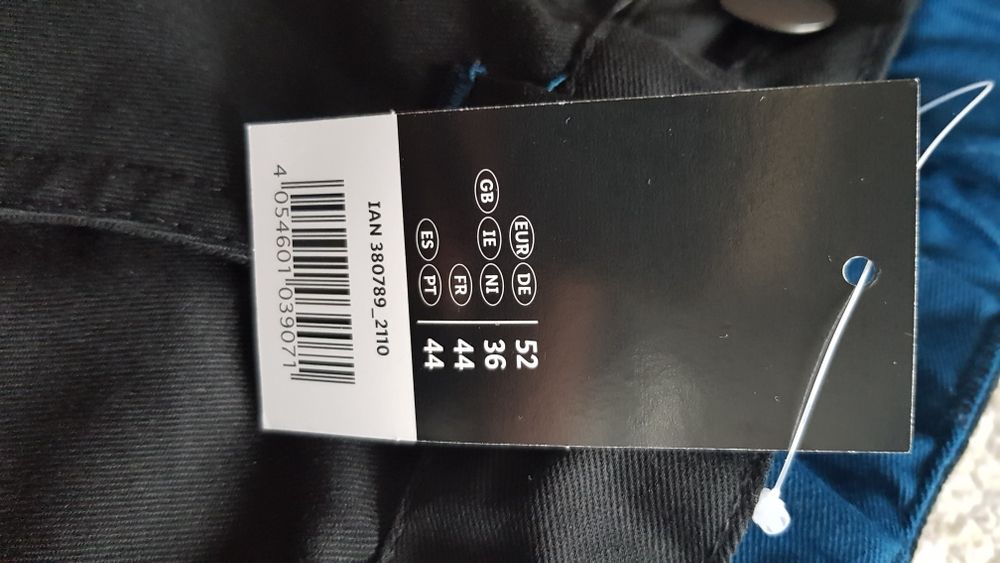 EUR DE 52
GB IE NI 36
FR 44
ES PT 44
IAN 380789_2110
4 054601 039071